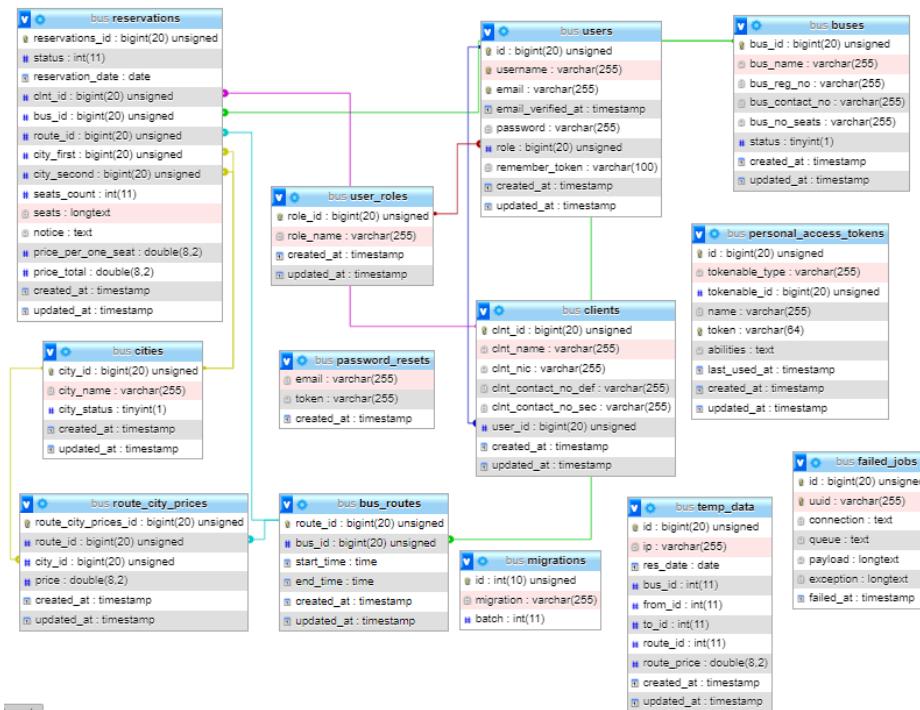 bus reservations
reservations_id : bigint(20) unsigned
status : int(11)
reservation_date : date
clnt_id : bigint(20) unsigned
bus_id : bigint(20) unsigned
route_id : bigint(20) unsigned
city_first : bigint(20) unsigned
city_second : bigint(20) unsigned
seats_count : int(11)
seats : longtext
notice : text
price_per_one_seat : double(8,2)
price_total : double(8,2)
created_at : timestamp
updated_at : timestamp
bus users
id : bigint(20) unsigned
username : varchar(255)
email : varchar(255)
email_verified_at : timestamp
password : varchar(255)
role : bigint(20) unsigned
remember_token : varchar(100)
created_at : timestamp
updated_at : timestamp
bus buses
bus_id : bigint(20) unsigned
bus_name : varchar(255)
bus_reg_no : varchar(255)
bus_contact_no : varchar(255)
bus_no_seats : varchar(255)
status : tinyint(1)
created_at : timestamp
updated_at : timestamp
bus user_roles
role_id : bigint(20) unsigned
role_name : varchar(255)
created_at : timestamp
updated_at : timestamp
bus personal_access_tokens
id : bigint(20) unsigned
tokenable_type : varchar(255)
tokenable_id : bigint(20) unsigned
name : varchar(255)
token : varchar(64)
abilities : text
last_used_at : timestamp
created_at : timestamp
updated_at : timestamp
bus clients
clnt_id : bigint(20) unsigned
clnt_name : varchar(255)
clnt_nic : varchar(255)
clnt_contact_no_def : varchar(255)
clnt_contact_no_sec : varchar(255)
user_id : bigint(20) unsigned
created_at : timestamp
updated_at : timestamp
bus cities
city_id : bigint(20) unsigned
city_name : varchar(255)
city_status : tinyint(1)
created_at : timestamp
updated_at : timestamp
bus password_resets
email : varchar(255)
token : varchar(255)
created_at : timestamp
bus failed_jobs
id : bigint(20) unsigne
uuid : varchar(255)
connection : text
queue : text
payload : longtext
exception : longtext
failed_at : timestamp
bus route_city_prices
route_city_prices_id : bigint(20) unsigned
route_id : bigint(20) unsigned
city_id : bigint(20) unsigned
price : double(8,2)
created_at : timestamp
updated_at : timestamp
bus bus_routes
route_id : bigint(20) unsigned
bus_id : bigint(20) unsigned
start_time : time
end_time : time
created_at : timestamp
updated_at : timestamp
bus migrations
id : int(10) unsigned
migration : varchar(255)
batch : int(11)
bus temp_data
id : bigint(20) unsigned
ip : varchar(255)
res_date : date
bus_id : int(11)
from_id : int(11)
to_id : int(11)
route_id : int(11)
route_price : double(8,2)
created_at : timestamp
updated_at : timestamp